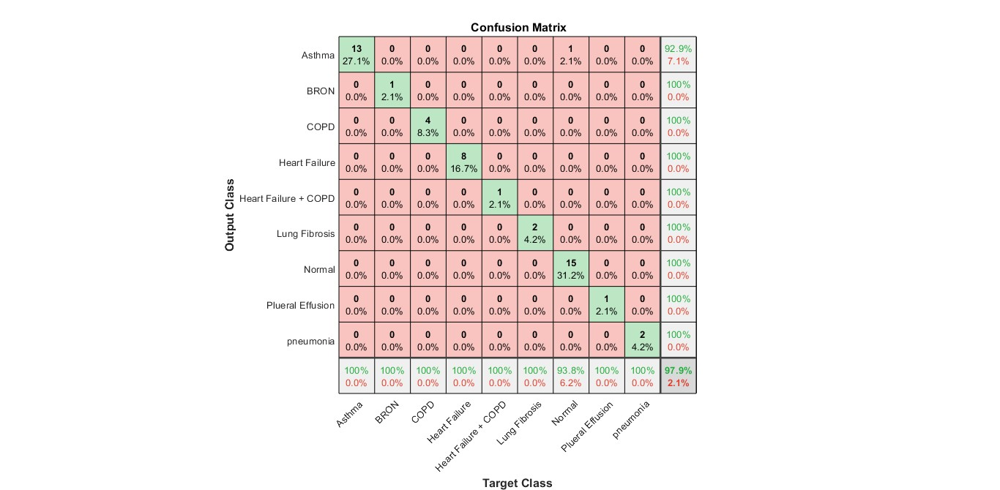 Confusion Matrix
Asthma 13 0 0 0 0 0 1 0 0 92.9%
27.1% 0.0% 0.0% 0.0% 0.0% 0.0% 2.1% 0.0% 0.0% 7.1%
BRON 0 1 0 0 0 0 0 0 0 100%
0.0% 2.1% 0.0% 0.0% 0.0% 0.0% 0.0% 0.0% 0.0% 0.0%
COPD 0 0 4 0 0 0 0 0 0 100%
0.0% 0.0% 8.3% 0.0% 0.0% 0.0% 0.0% 0.0% 0.0% 0.0%
Heart Failure 0 0 0 8 0 0 0 0 0 100%
0.0% 0.0% 0.0% 16.7% 0.0% 0.0% 0.0% 0.0% 0.0% 0.0%
Heart Failure + COPD 0 0 0 0 1 0 0 0 0 100%
0.0% 0.0% 0.0% 0.0% 2.1% 0.0% 0.0% 0.0% 0.0% 0.0%
Lung Fibrosis 0 0 0 0 0 2 0 0 0 100%
0.0% 0.0% 0.0% 0.0% 0.0% 4.2% 0.0% 0.0% 0.0% 0.0%
Normal 0 0 0 0 0 0 15 0 0 100%
0.0% 0.0% 0.0% 0.0% 0.0% 0.0% 31.2% 0.0% 0.0% 0.0%
Plueral Effusion 0 0 0 0 0 0 0 1 0 100%
0.0% 0.0% 0.0% 0.0% 0.0% 0.0% 0.0% 2.1% 0.0% 0.0%
pneumonia 0 0 0 0 0 0 0 0 2 100%
0.0% 0.0% 0.0% 0.0% 0.0% 0.0% 0.0% 0.0% 4.2% 0.0%
100% 100% 100% 100% 100% 100% 93.8% 100% 100% 97.9%
0.0% 0.0% 0.0% 0.0% 0.0% 0.0% 6.2% 0.0% 0.0% 2.1%
Output Class
Asthma
BRON
COPD
Heart Failure
Heart Failure + COPD
Lung Fibrosis
Normal
Plueral Effusion
pneumonia
Target Class